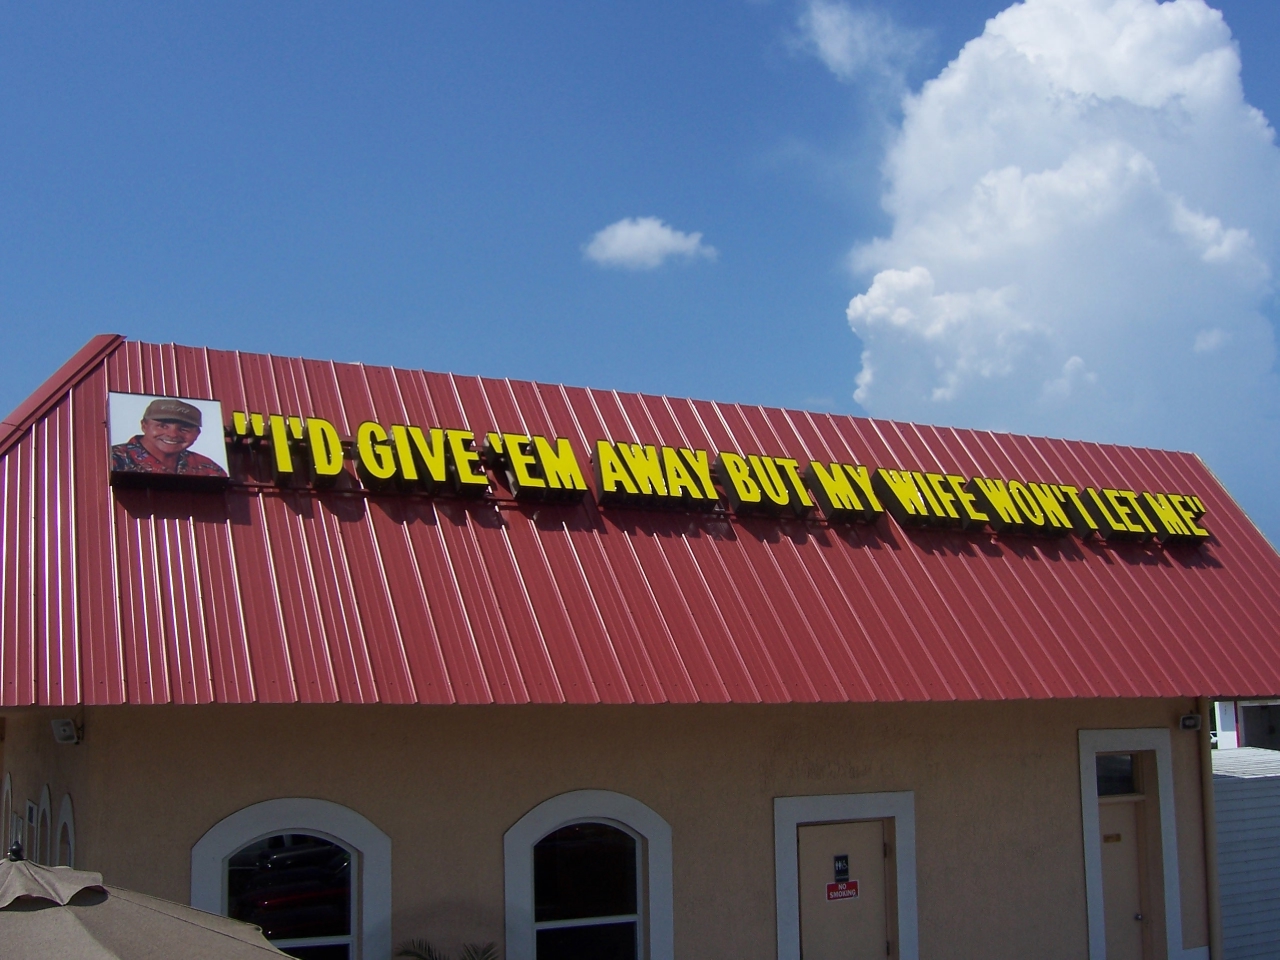 "I'D GIVE 'EM AWAY BUT MY WIFE WON'T LET ME"
NO
SMOKING